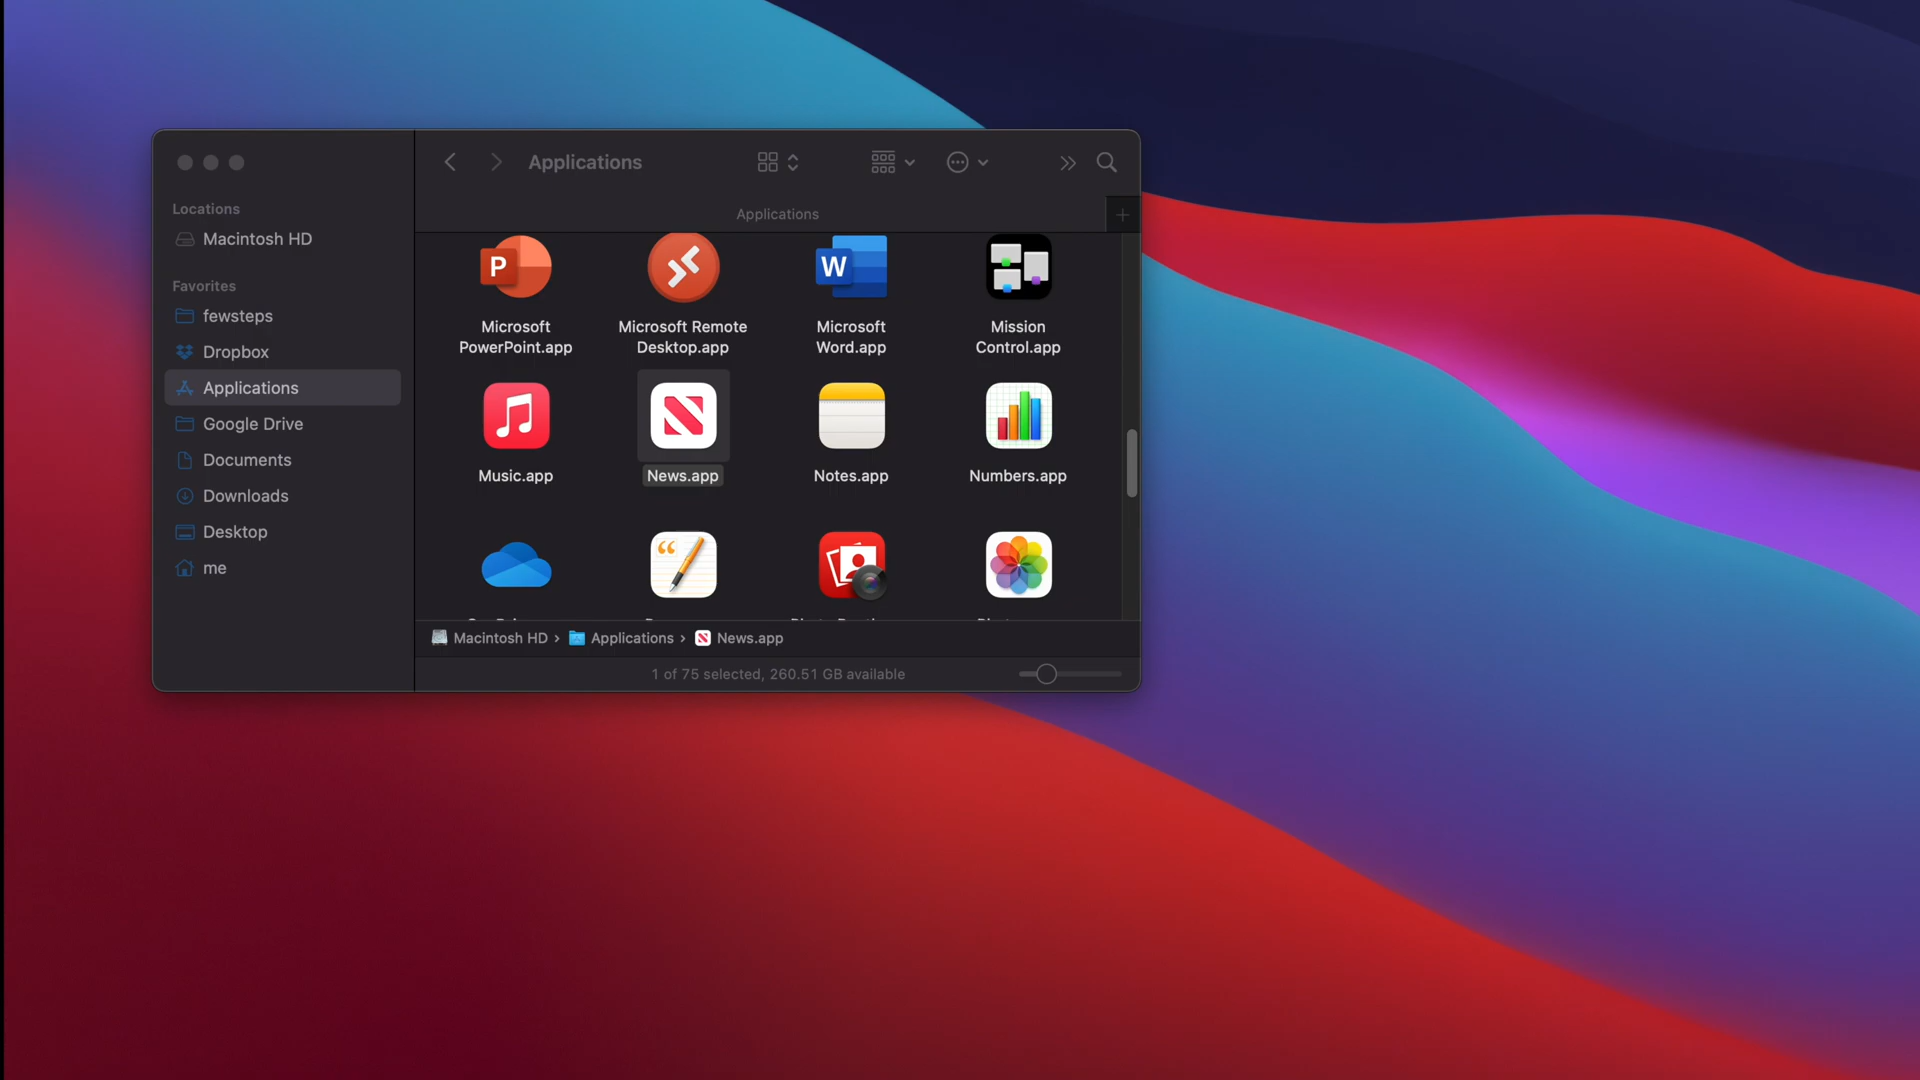 Applications
Locations
Macintosh HD
Favorites
fewsteps
Dropbox
Applications
Google Drive
Documents
Downloads
Desktop
me
Applications
P
W
Microsoft
PowerPoint.app
Microsoft Remote
Desktop.app
Microsoft
Word.app
Mission
Control.app
Music.app
News.app
Notes.app
Numbers.app
Macintosh HD › Applications › News.app
1 of 75 selected, 260.51 GB available